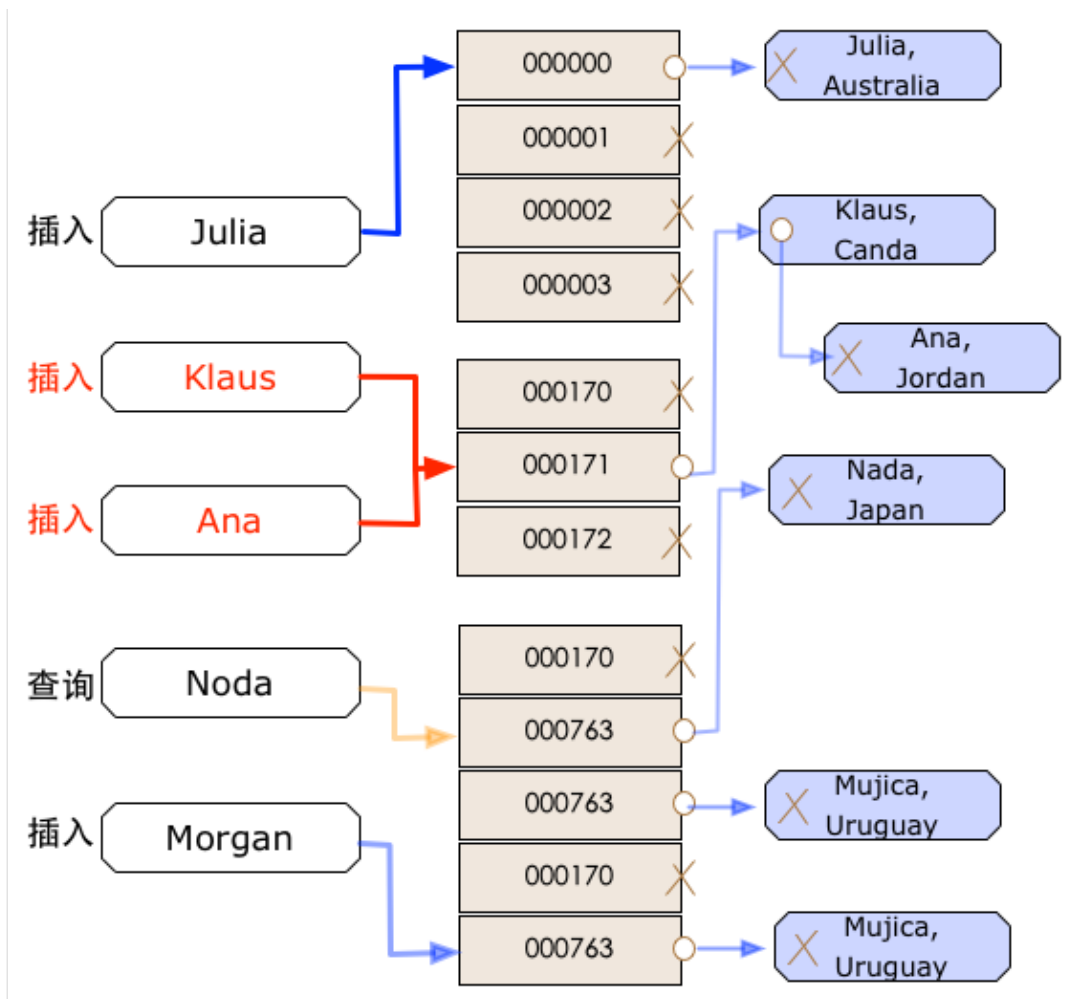 插入
Julia
插入
Klaus
插入
Ana
查询
Noda
插入
Morgan
000000
000001
000002
000003
000170
000171
000172
000170
000763
000763
000170
000763
Julia,
Australia
Klaus,
Canda
Ana,
Jordan
Nada,
Japan
Mujica,
Uruguay
Mujica,
Uruguay